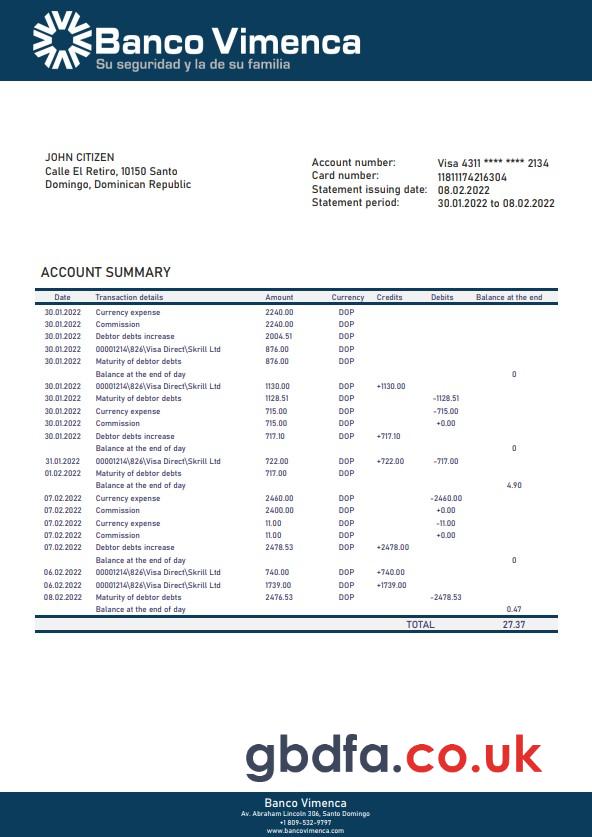 Banco Vimenca
Su seguridad y la de su familia
JOHN CITIZEN
Calle El Retiro, 10150 Santo
Domingo, Dominican Republic
Account number: Visa 4311 **** **** 2134
Card number: 11811174216304
Statement issuing date: 08.02.2022
Statement period: 30.01.2022 to 08.02.2022
ACCOUNT SUMMARY
Date Transaction details Amount Currency Credits Debits Balance at the end
30.01.2022 Currency expense 2240.00 DOP
30.01.2022 Commission 2240.00 DOP
30.01.2022 Debtor debts increase 2004.51 DOP
30.01.2022 00001214\826\Visa Direct\Skrill Ltd 876.00 DOP
30.01.2022 Maturity of debtor debts 876.00 DOP
Balance at the end of day 0
30.01.2022 00001214\826\Visa Direct\Skrill Ltd 1130.00 DOP +1130.00
30.01.2022 Maturity of debtor debts 1128.51 DOP -1128.51
30.01.2022 Currency expense 715.00 DOP -715.00
30.01.2022 Commission 715.00 DOP +0.00
30.01.2022 Debtor debts increase 717.10 DOP +717.10
Balance at the end of day 0
31.01.2022 00001214\826\Visa Direct\Skrill Ltd 722.00 DOP +722.00 -717.00
01.02.2022 Maturity of debtor debts 717.00 DOP
Balance at the end of day 4.90
07.02.2022 Currency expense 2460.00 DOP -2460.00
07.02.2022 Commission 2400.00 DOP +0.00
07.02.2022 Currency expense 11.00 DOP -11.00
07.02.2022 Commission 11.00 DOP +0.00
07.02.2022 Debtor debts increase 2478.53 DOP +2478.00
Balance at the end of day 0
06.02.2022 00001214\826\Visa Direct\Skrill Ltd 740.00 DOP +740.00
06.02.2022 00001214\826\Visa Direct\Skrill Ltd 1739.00 DOP +1739.00
08.02.2022 Maturity of debtor debts 2476.53 DOP -2478.53
Balance at the end of day 0.47
TOTAL 27.37
gbdfa.co.uk
Banco Vimenca
Av. Abraham Lincoln 306, Santo Domingo
+1 809-532-9797
www.bancovimenca.com